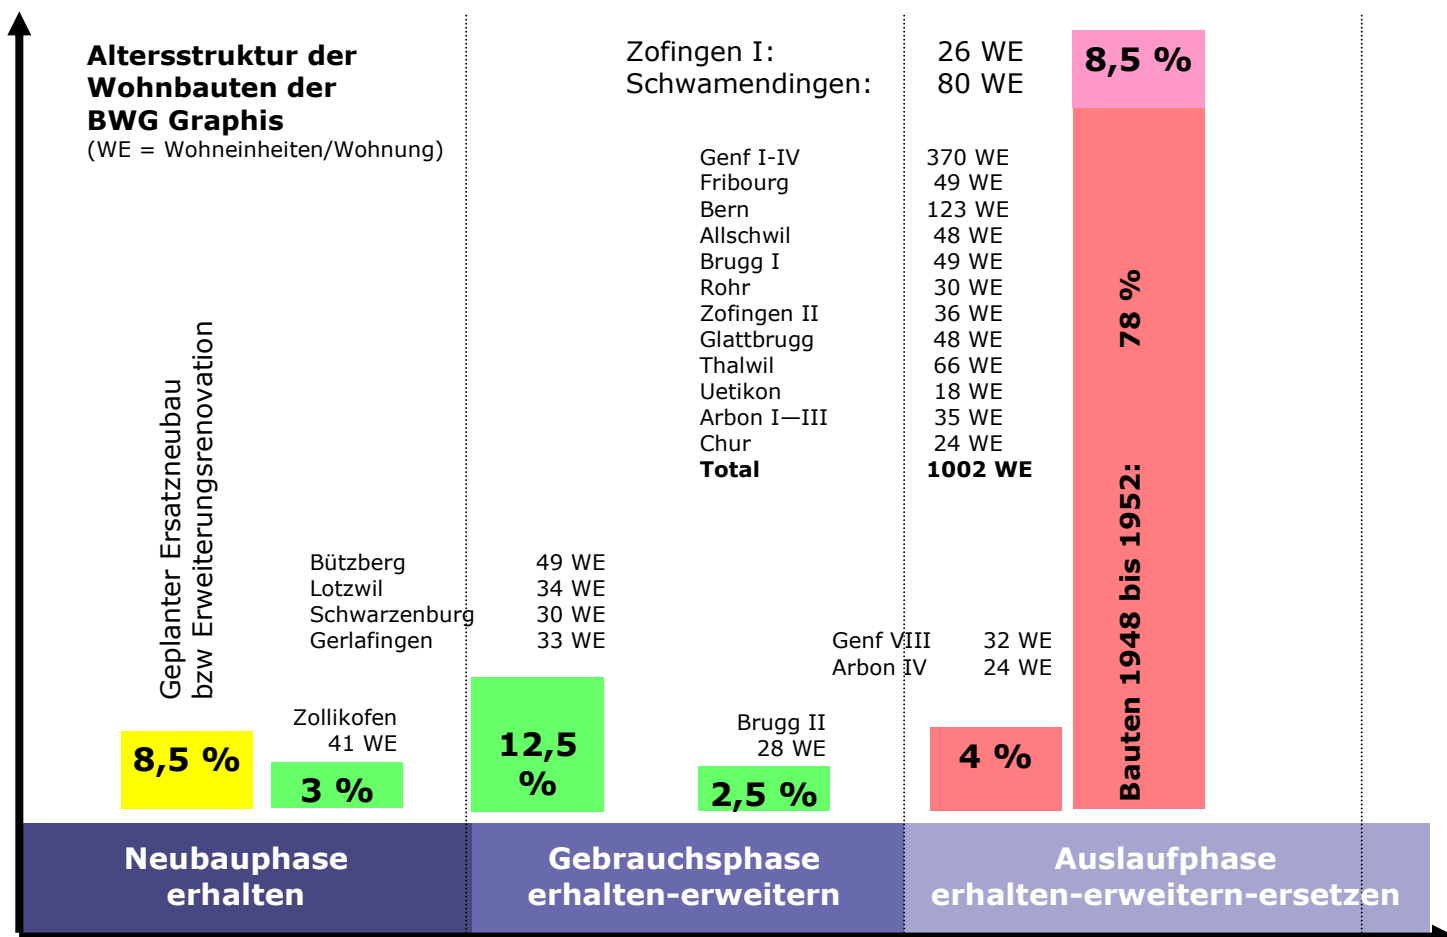 Altersstruktur der
Wohnbauten der
BWG Graphis
(WE = Wohneinheiten/Wohnung)
Zofingen I: 26 WE
Schwamendingen: 80 WE
8,5 %
Genf I-IV 370 WE
Fribourg 49 WE
Bern 123 WE
Allschwil 48 WE
Brugg I 49 WE
Rohr 30 WE
Zofingen II 36 WE
Glattbrugg 48 WE
Thalwil 66 WE
Uetikon 18 WE
Arbon I—III 35 WE
Chur 24 WE
Total 1002 WE
Bauten 1948 bis 1952: 78 %
Geplanter Ersatzneubau
bzw Erweiterungsrenovation
Bützberg 49 WE
Lotzwil 34 WE
Schwarzenburg 30 WE
Gerlafingen 33 WE
Genf VIII 32 WE
Arbon IV 24 WE
Zollikofen
41 WE
Brugg II
28 WE
8,5 %
3 %
12,5
%
2,5 %
4 %
Neubauphase
erhalten
Gebrauchsphase
erhalten-erweitern
Auslaufphase
erhalten-erweitern-ersetzen